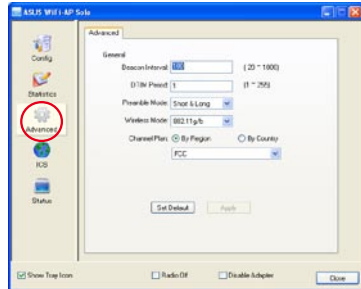 ASUS WiFi-AP Solo
Config
Statistics
Advanced
ICS
Status
Advanced
General
Beacon Interval: 100 (20 ~ 1000)
DTIM Period: 1 (1 ~ 255)
Preamble Mode: Short & Long
Wireless Mode: 802.11g/b
Channel Plan: By Region By Country
FCC
Set Default Apply
Show Tray Icon Radio Off Disable Adapter Close